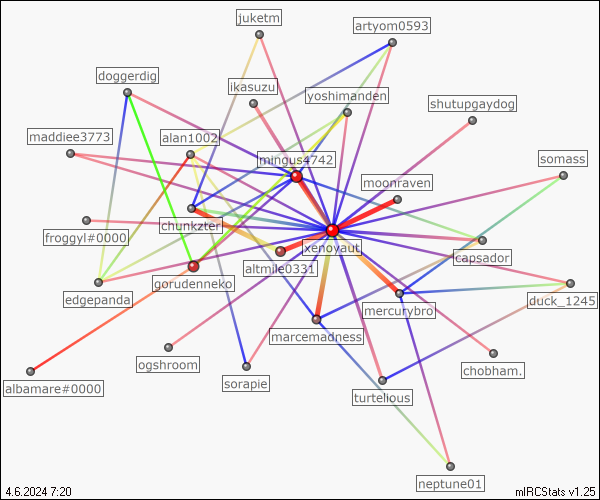 juketm
artyom0593
doggerdig
ikasuzu
yoshimanden
shutupgaydog
maddiee3773
alan1002
mingus4742
somass
moonraven
chunkzter
froggyl#0000
xenoyaut
capsador
altmile0331
edgepanda
gorudenneko
duck_1245
mercurybro
marcemadness
ogshroom
chobham.
albamare#0000
sorapie
turtelious
neptune01
4.6.2024 7:20
mIRCStats v1.25